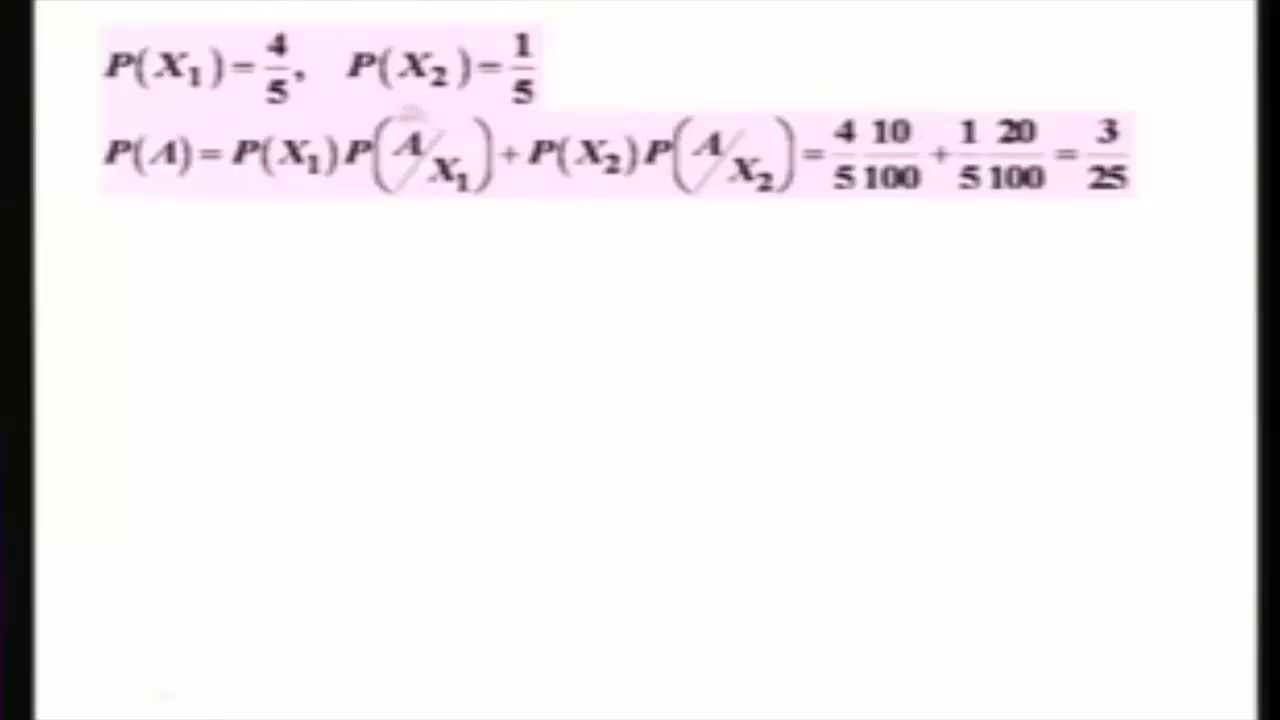 P(X₁)=4/5, P(X₂)=1/5
P(A)=P(X₁)P(A/X₁)+P(X₂)P(A/X₂)=4/5 10/100+1/5 20/100=3/25